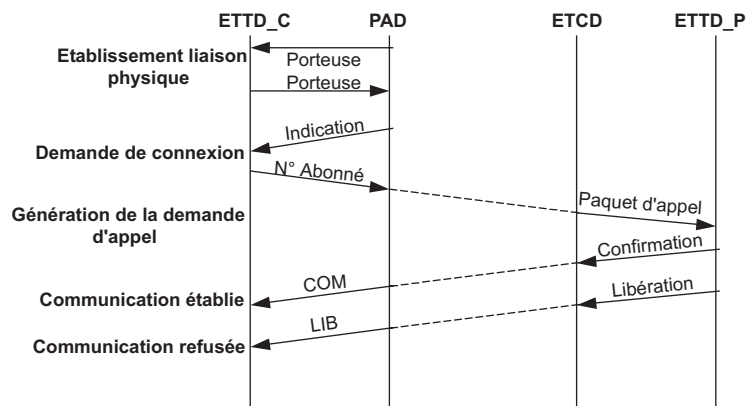 ETTD_C PAD ETCD ETTD_P
Etablissement liaison
physique
Porteuse
Porteuse
Indication
Demande de connexion
N° Abonné
Paquet d'appel
Génération de la demande
d'appel
Confirmation
COM
Communication établie
Libération
LIB
Communication refusée